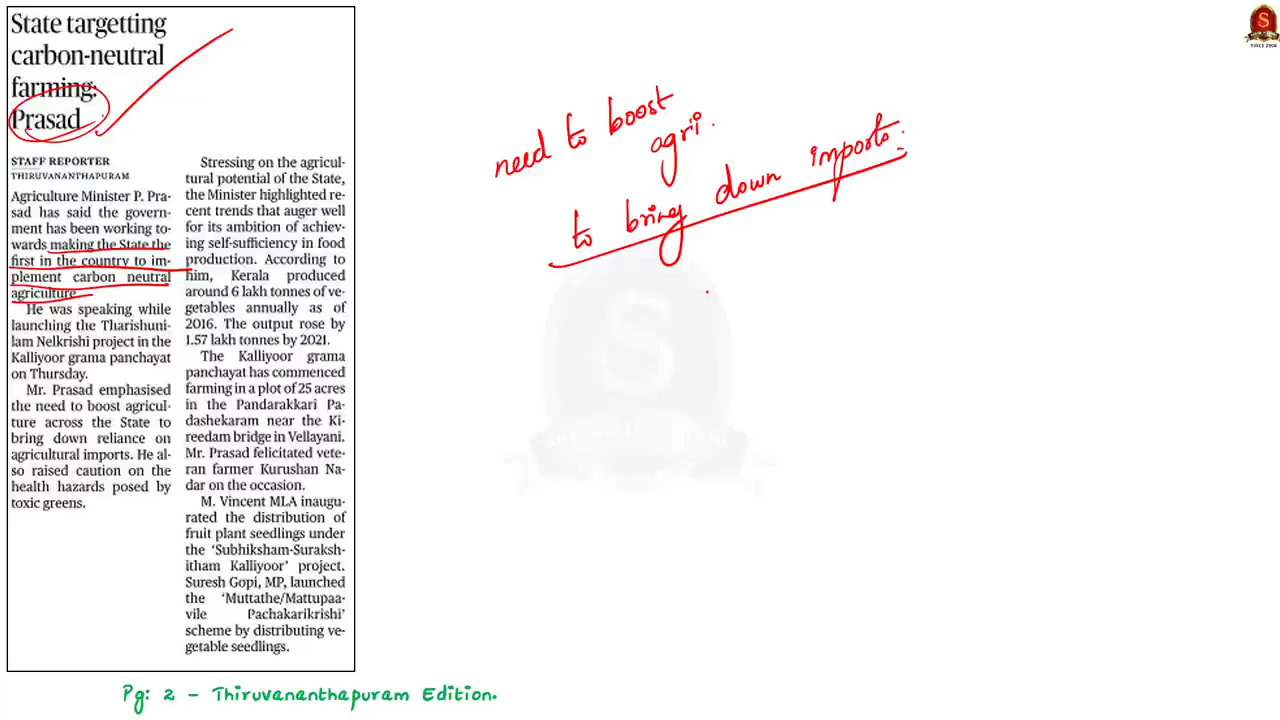 State targetting
carbon-neutral
farming:
Prasad
STAFF REPORTER
THIRUVANANTHAPURAM
Agriculture Minister P. Pra-
sad has said the govern-
ment has been working to-
wards making the State the
first in the country to im-
plement carbon neutral
agriculture.
He was speaking while
launching the Tharishuni-
lam Nelkrishi project in the
Kalliyoor grama panchayat
on Thursday.
Mr. Prasad emphasised
the need to boost agricul-
ture across the State to
bring down reliance on
agricultural imports. He al-
so raised caution on the
health hazards posed by
toxic greens.
Stressing on the agricul-
tural potential of the State,
the Minister highlighted re-
cent trends that auger well
for its ambition of achiev-
ing self-sufficiency in food
production. According to
him, Kerala produced
around 6 lakh tonnes of ve-
getables annually as of
2016. The output rose by
1.57 lakh tonnes by 2021.
The Kalliyoor grama
panchayat has commenced
farming in a plot of 25 acres
in the Pandarakkari Pa-
dashekaram near the Ki-
reedam bridge in Vellayani.
Mr. Prasad felicitated vete-
ran farmer Kurushan Na-
dar on the occasion.
M. Vincent MLA inaugu-
rated the distribution of
fruit plant seedlings under
the 'Subhiksham-Suraksh-
itham Kalliyoor' project.
Suresh Gopi, MP, launched
the 'Muttathe/Mattupaa-
vile Pachakarikrishi'
scheme by distributing ve-
getable seedlings.
need to boost
agri.
to bring down imports.
Pg: 2 - Thiruvananthapuram Edition.
S
SINCE 2004